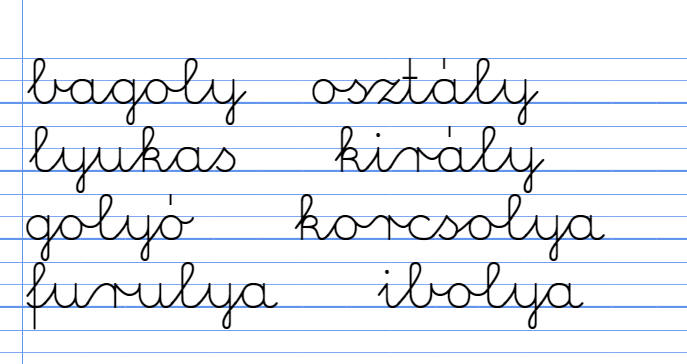 bagoly osztály
lyukas király
golyó korcsolya
furulya ibolya